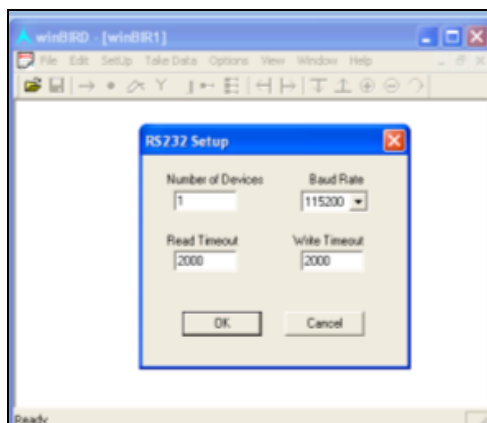 winBIRD - [winBIR1]
File Edit SetUp Take Data Options View Window Help
RS232 Setup
Number of Devices Baud Rate
1 115200
Read Timeout Write Timeout
2000 2000
OK Cancel
Ready